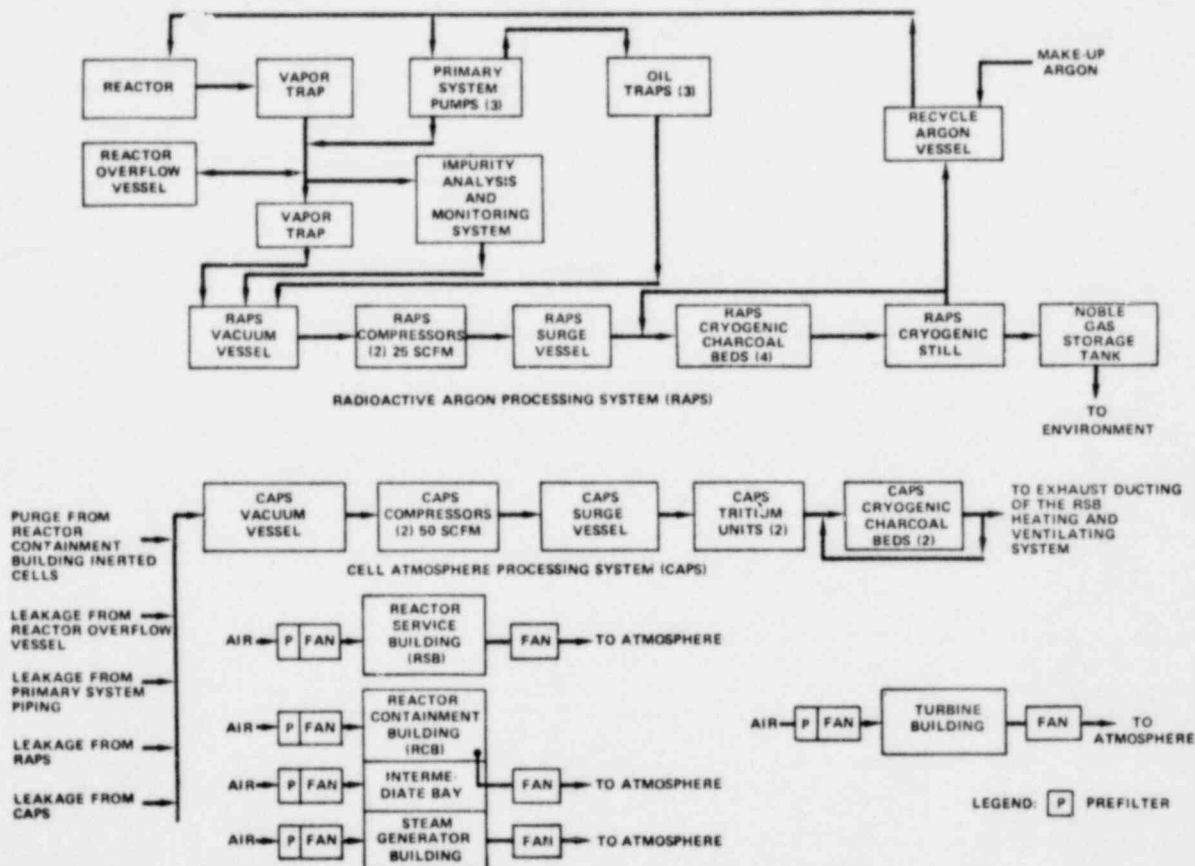 REACTOR
VAPOR
TRAP
PRIMARY
SYSTEM
PUMPS (3)
OIL
TRAPS (3)
MAKE-UP
ARGON
RECYCLE
ARGON
VESSEL
REACTOR
OVERFLOW
VESSEL
IMPURITY
ANALYSIS
AND
MONITORING
SYSTEM
VAPOR
TRAP
RAPS
VACUUM
VESSEL
RAPS
COMPRESSORS
(2) 25 SCFM
RAPS
SURGE
VESSEL
RAPS
CRYOGENIC
CHARCOAL
BEDS (4)
RAPS
CRYOGENIC
STILL
NOBLE
GAS
STORAGE
TANK
TO
ENVIRONMENT
RADIOACTIVE ARGON PROCESSING SYSTEM (RAPS)
PURGE FROM
REACTOR
CONTAINMENT
BUILDING INERTED
CELLS
CAPS
VACUUM
VESSEL
CAPS
COMPRESSORS
(2) 50 SCFM
CAPS
SURGE
VESSEL
CAPS
TRITIUM
UNITS (2)
CAPS
CRYOGENIC
CHARCOAL
BEDS (2)
TO EXHAUST DUCTING
OF THE RSB
HEATING AND
VENTILATING
SYSTEM
CELL ATMOSPHERE PROCESSING SYSTEM (CAPS)
LEAKAGE FROM
REACTOR OVERFLOW
VESSEL
LEAKAGE FROM
PRIMARY SYSTEM
PIPING
LEAKAGE FROM
RAPS
LEAKAGE FROM
CAPS
AIR P FAN
REACTOR
SERVICE
BUILDING
(RSB)
FAN TO ATMOSPHERE
AIR P FAN
REACTOR
CONTAINMENT
BUILDING
(RCB)
AIR P FAN
INTERME-
DIATE BAY
FAN TO ATMOSPHERE
AIR P FAN
STEAM
GENERATOR
BUILDING
FAN TO ATMOSPHERE
AIR P FAN
TURBINE
BUILDING
FAN
TO
ATMOSPHERE
LEGEND: P PREFILTER